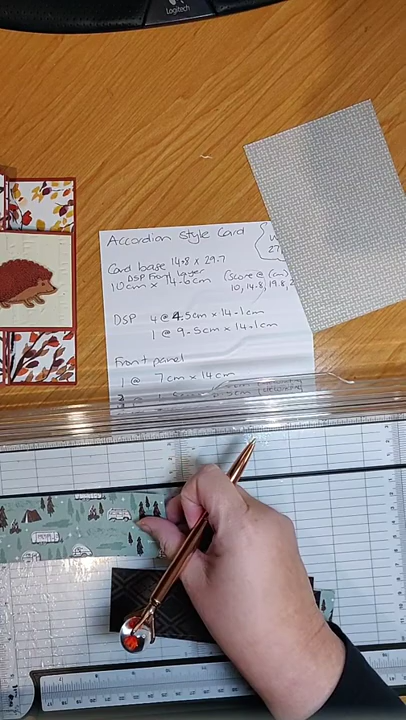 Logitech
Accordian Style Card
Card base 14.8 x 29.7
DSP Front layer
10cm x 14.6cm
(Score @ (cm)
10, 14.8, 19.8, 2
DSP 4 @ 4.5cm x 14.1cm
1 @ 9.5cm x 14.1cm
Front panel
1 @ 7cm x 14cm